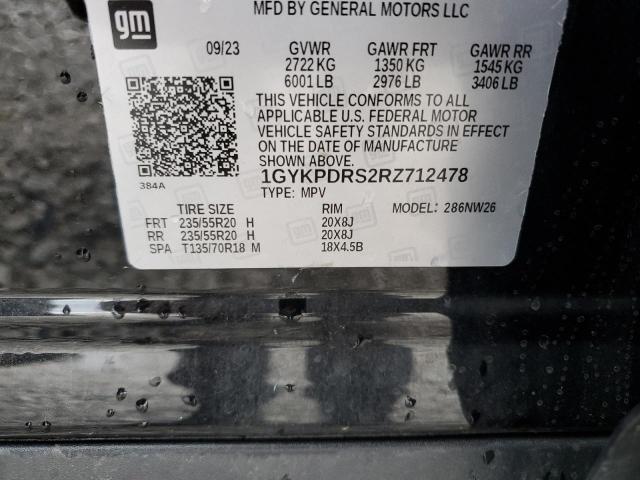 gm
MFD BY GENERAL MOTORS LLC
09/23 GVWR GAWR FRT GAWR RR
2722 KG 1350 KG 1545 KG
6001 LB 2976 LB 3406 LB
THIS VEHICLE CONFORMS TO ALL
APPLICABLE U.S. FEDERAL MOTOR
VEHICLE SAFETY STANDARDS IN EFFECT
ON THE DATE OF MANUFACTURE
SHOWN ABOVE.
384A
1GYKPDRS2RZ712478
TYPE: MPV
TIRE SIZE RIM MODEL: 286NW26
FRT 235/55R20 H 20X8J
RR 235/55R20 H 20X8J
SPA T135/70R18 M 18X4.5B